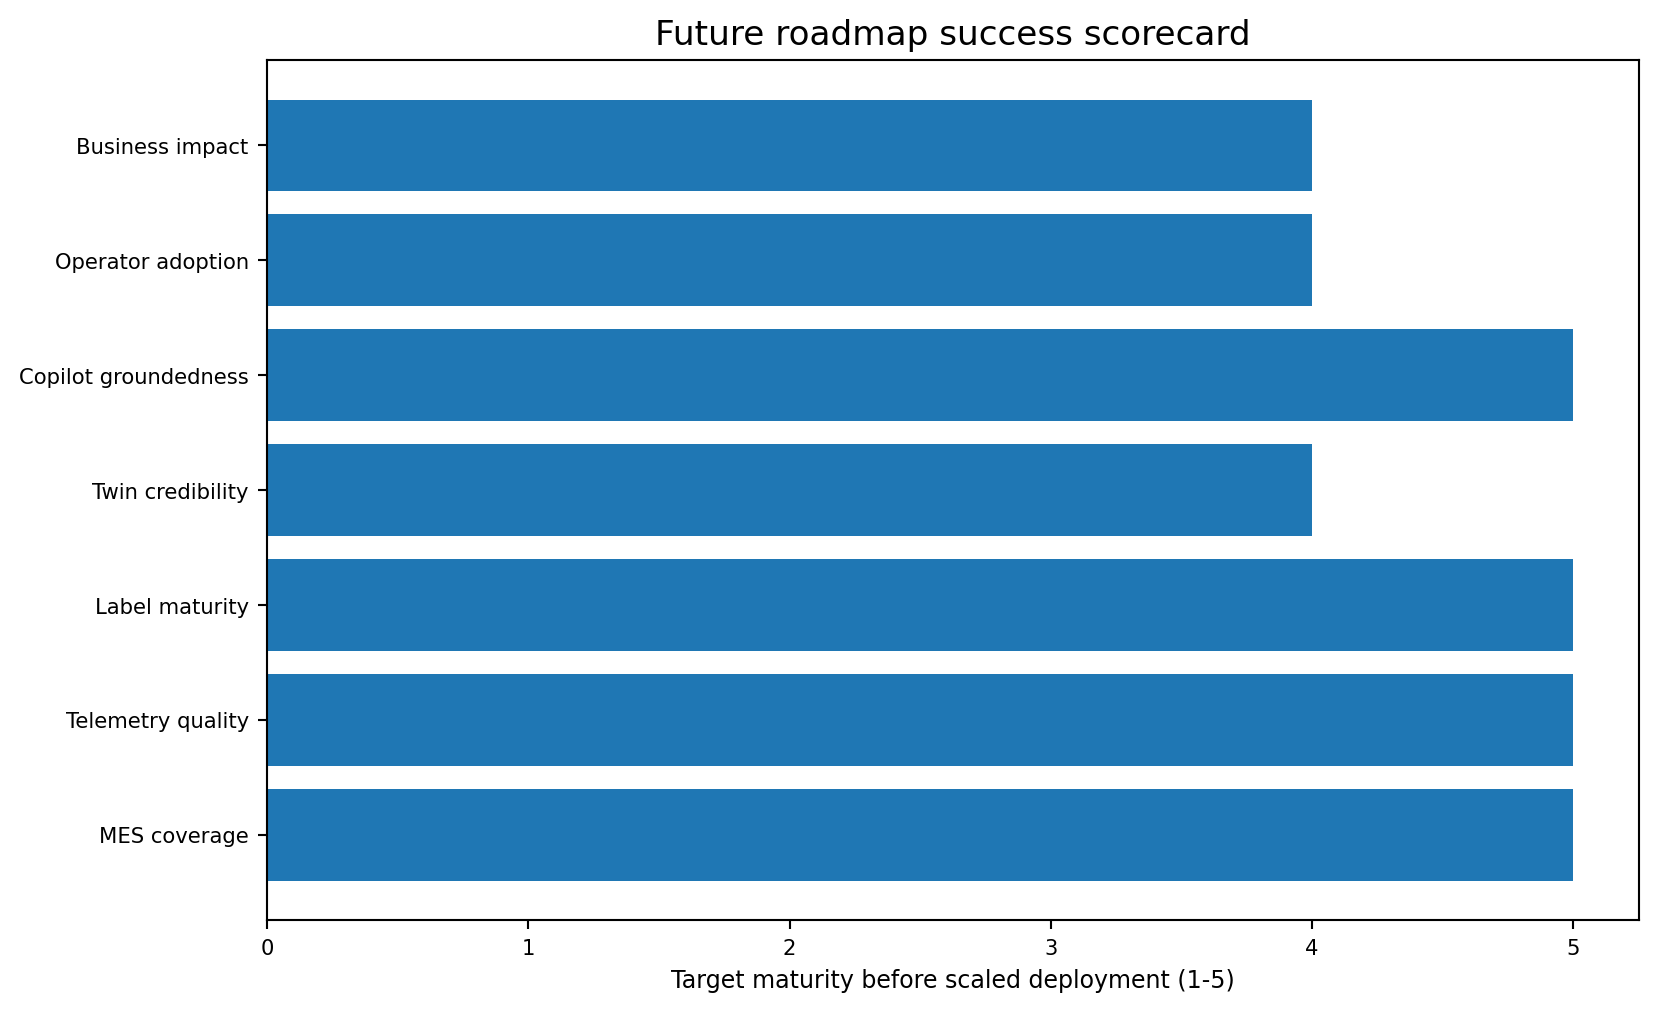 Future roadmap success scorecard
Business impact
Operator adoption
Copilot groundedness
Twin credibility
Label maturity
Telemetry quality
MES coverage
0 1 2 3 4 5
Target maturity before scaled deployment (1-5)